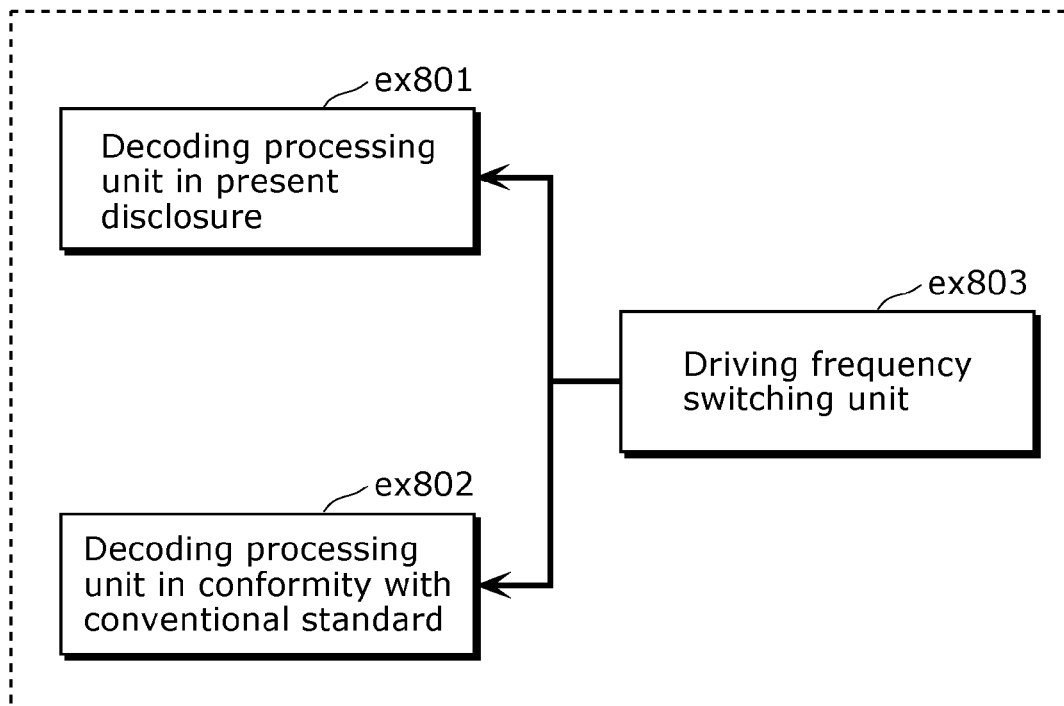 ex801
Decoding processing
unit in present
disclosure
ex803
Driving frequency
switching unit
ex802
Decoding processing
unit in conformity with
conventional standard